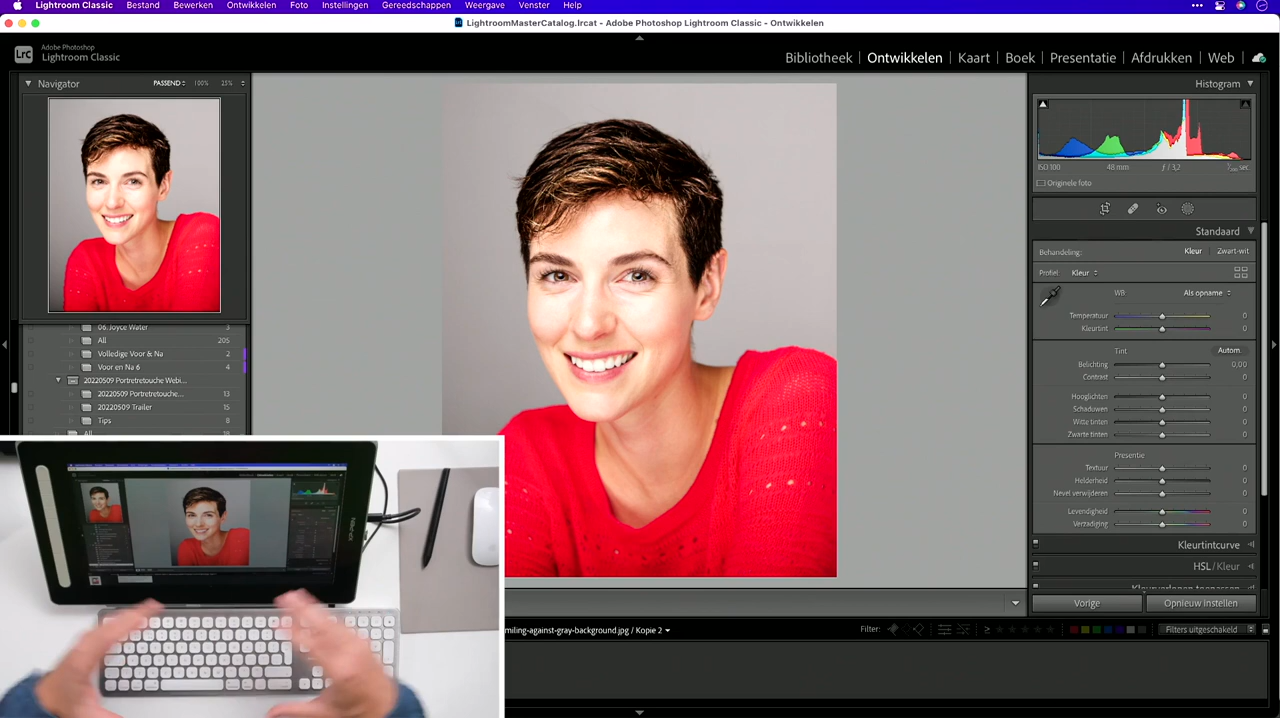 Lightroom Classic Bestand Bewerken Ontwikkelen Foto Instellingen Gereedschappen Weergave Venster Help
LightroomMasterCatalog.lrcat - Adobe Photoshop Lightroom Classic - Ontwikkelen
Lrc
Adobe Photoshop
Lightroom Classic
Bibliotheek Ontwikkelen Kaart Boek Presentatie Afdrukken Web
Navigator PASSEND 100% 25%
06. Joyce Water 3
All 205
Volledige Voor & Na 2
Voor en Na 6 4
20220509 Portretretouche Webi...
20220509 Portretretouche... 13
20220509 Trailer 15
Tips 8
All
Histogram
ISO 100 48 mm ƒ / 3,2 sec.
Originele foto
Standaard
Behandeling: Kleur Zwart-wit
Profiel: Kleur
WB: Als opname
Temperatuur 0
Kleurtint 0
Tint Autom.
Belichting 0,00
Contrast 0
Hooglichten 0
Schaduwen 0
Witte tinten 0
Zwarte tinten 0
Presentie
Textuur 0
Helderheid 0
Nevel verwijderen 0
Levendigheid 0
Verzadiging 0
Kleurtintcurve
HSL / Kleur
Vorige Opnieuw instellen
miling-against-gray-background.jpg / Kopie 2
Filter: Filters uitgeschakeld